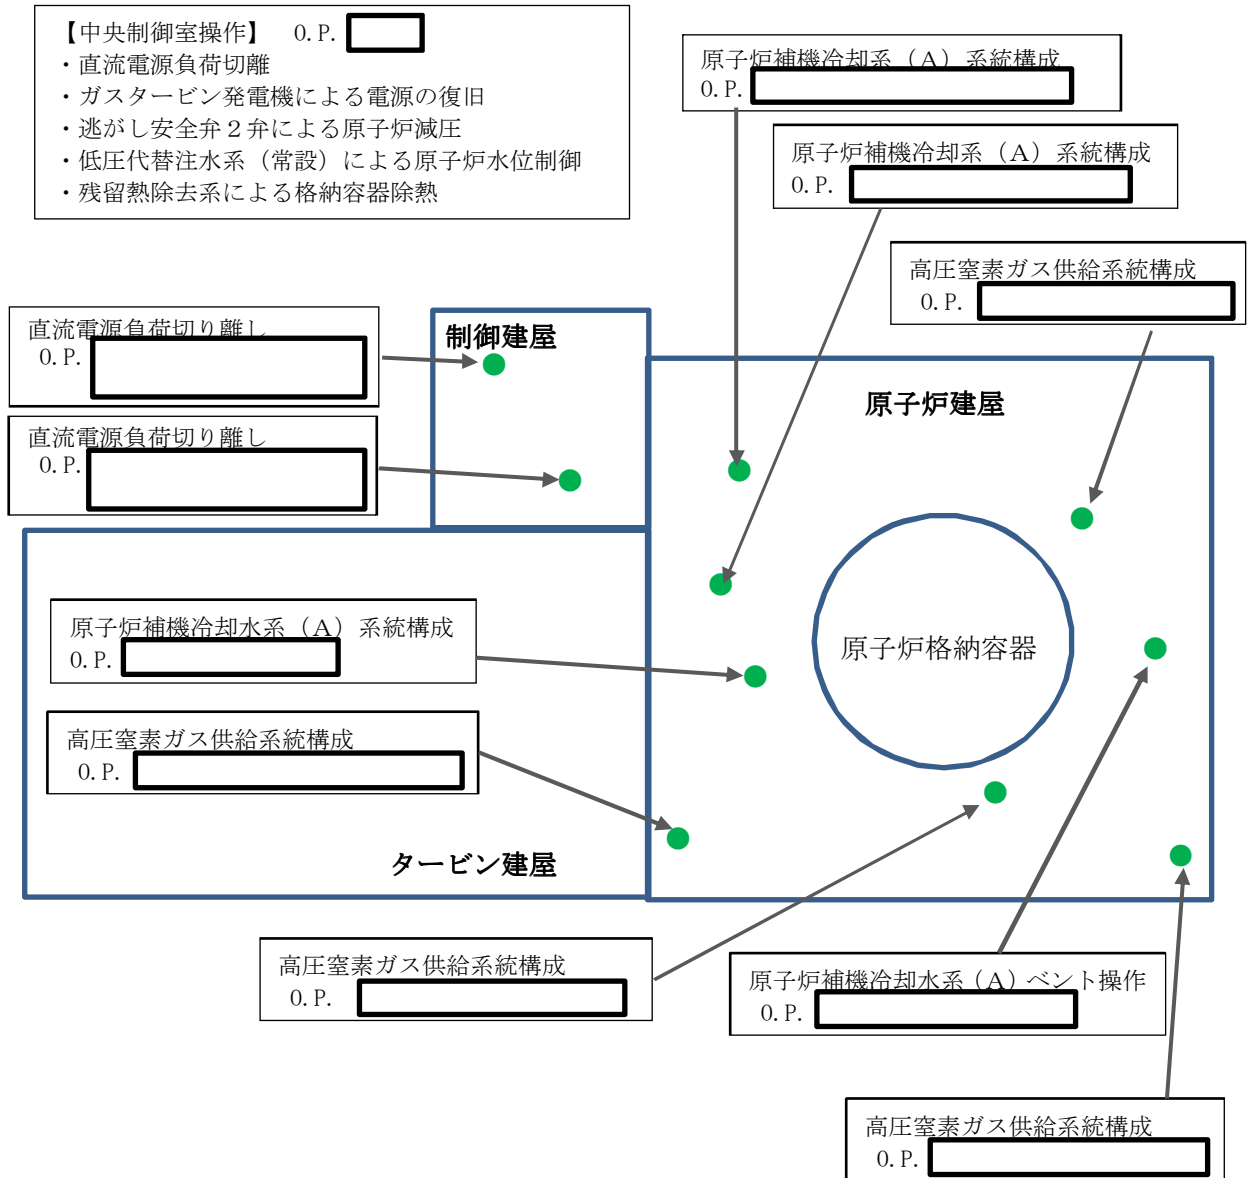 【中央制御室操作】 O.P.
・直流電源負荷切離
・ガスタービン発電機による電源の復旧
・逃がし安全弁２弁による原子炉減圧
・低圧代替注水系（常設）による原子炉水位制御
・残留熱除去系による格納容器除熱
原子炉補機冷却系（A）系統構成
O.P.
原子炉補機冷却系（A）系統構成
O.P.
高圧窒素ガス供給系統構成
O.P.
直流電源負荷切り離し
O.P.
制御建屋
原子炉建屋
直流電源負荷切り離し
O.P.
原子炉補機冷却水系（A）系統構成
O.P.
原子炉格納容器
高圧窒素ガス供給系統構成
O.P.
タービン建屋
高圧窒素ガス供給系統構成
O.P.
原子炉補機冷却水系（A）ベント操作
O.P.
高圧窒素ガス供給系統構成
O.P.